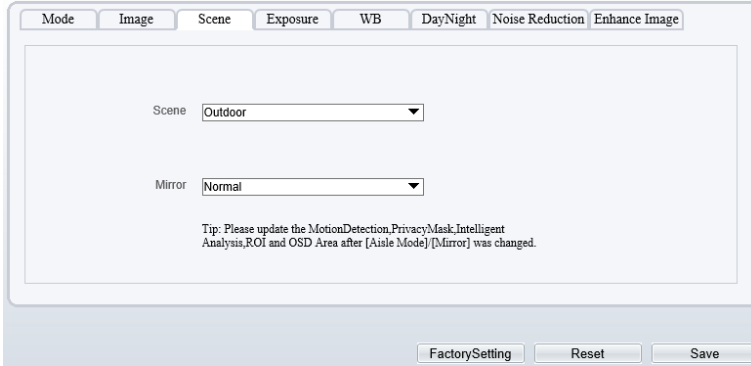 Mode Image Scene Exposure WB DayNight Noise Reduction Enhance Image
Scene Outdoor
Mirror Normal
Tip: Please update the MotionDetection,PrivacyMask,Intelligent
Analysis,ROI and OSD Area after [Aisle Mode]/[Mirror] was changed.
FactorySetting Reset Save